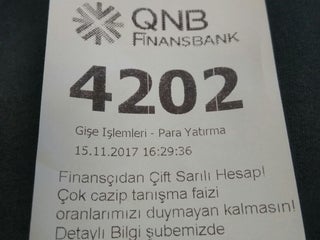 QNB
FINANSBANK
4202
Gişe İşlemleri - Para Yatırma
15.11.2017 16:29:36
Finansçıdan Çift Sarılı Hesap!
Çok cazip tanışma faizi
oranlarımızı duymayan kalmasın!
Detaylı Bilgi şubemizde